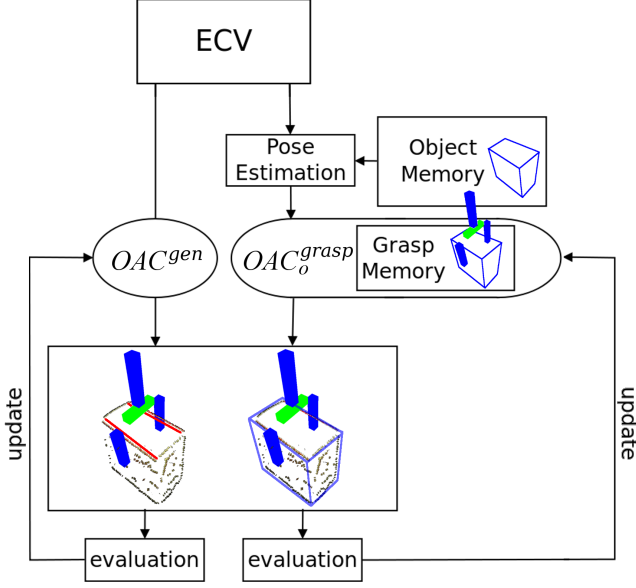 ECV
Pose
Estimation
Object
Memory
OAC^gen
OAC_o^grasp
Grasp
Memory
update
update
evaluation
evaluation